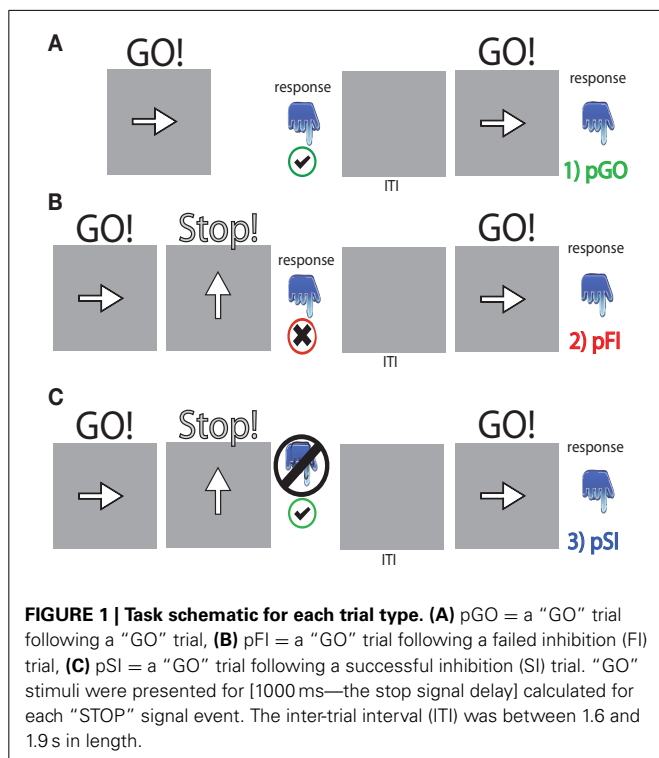 A
GO!
GO!
response
response
ITI
1) pGO
B
GO!
Stop!
GO!
response
response
ITI
2) pFI
C
GO!
Stop!
GO!
response
ITI
3) pSI
FIGURE 1 | Task schematic for each trial type. (A) pGO = a “GO” trial
following a “GO” trial, (B) pFI = a “GO” trial following a failed inhibition (FI)
trial, (C) pSI = a “GO” trial following a successful inhibition (SI) trial. “GO”
stimuli were presented for [1000 ms—the stop signal delay] calculated for
each “STOP” signal event. The inter-trial interval (ITI) was between 1.6 and
1.9 s in length.